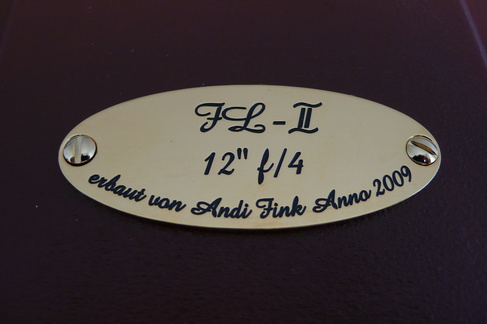 FL-II
12" f/4
erbaut von Andi Fink Anno 2009